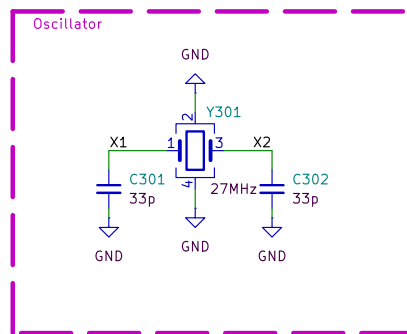 Oscillator
GND
2
Y301
X1
1
3
X2
C301
33p
4
27MHz
C302
33p
GND
GND
GND